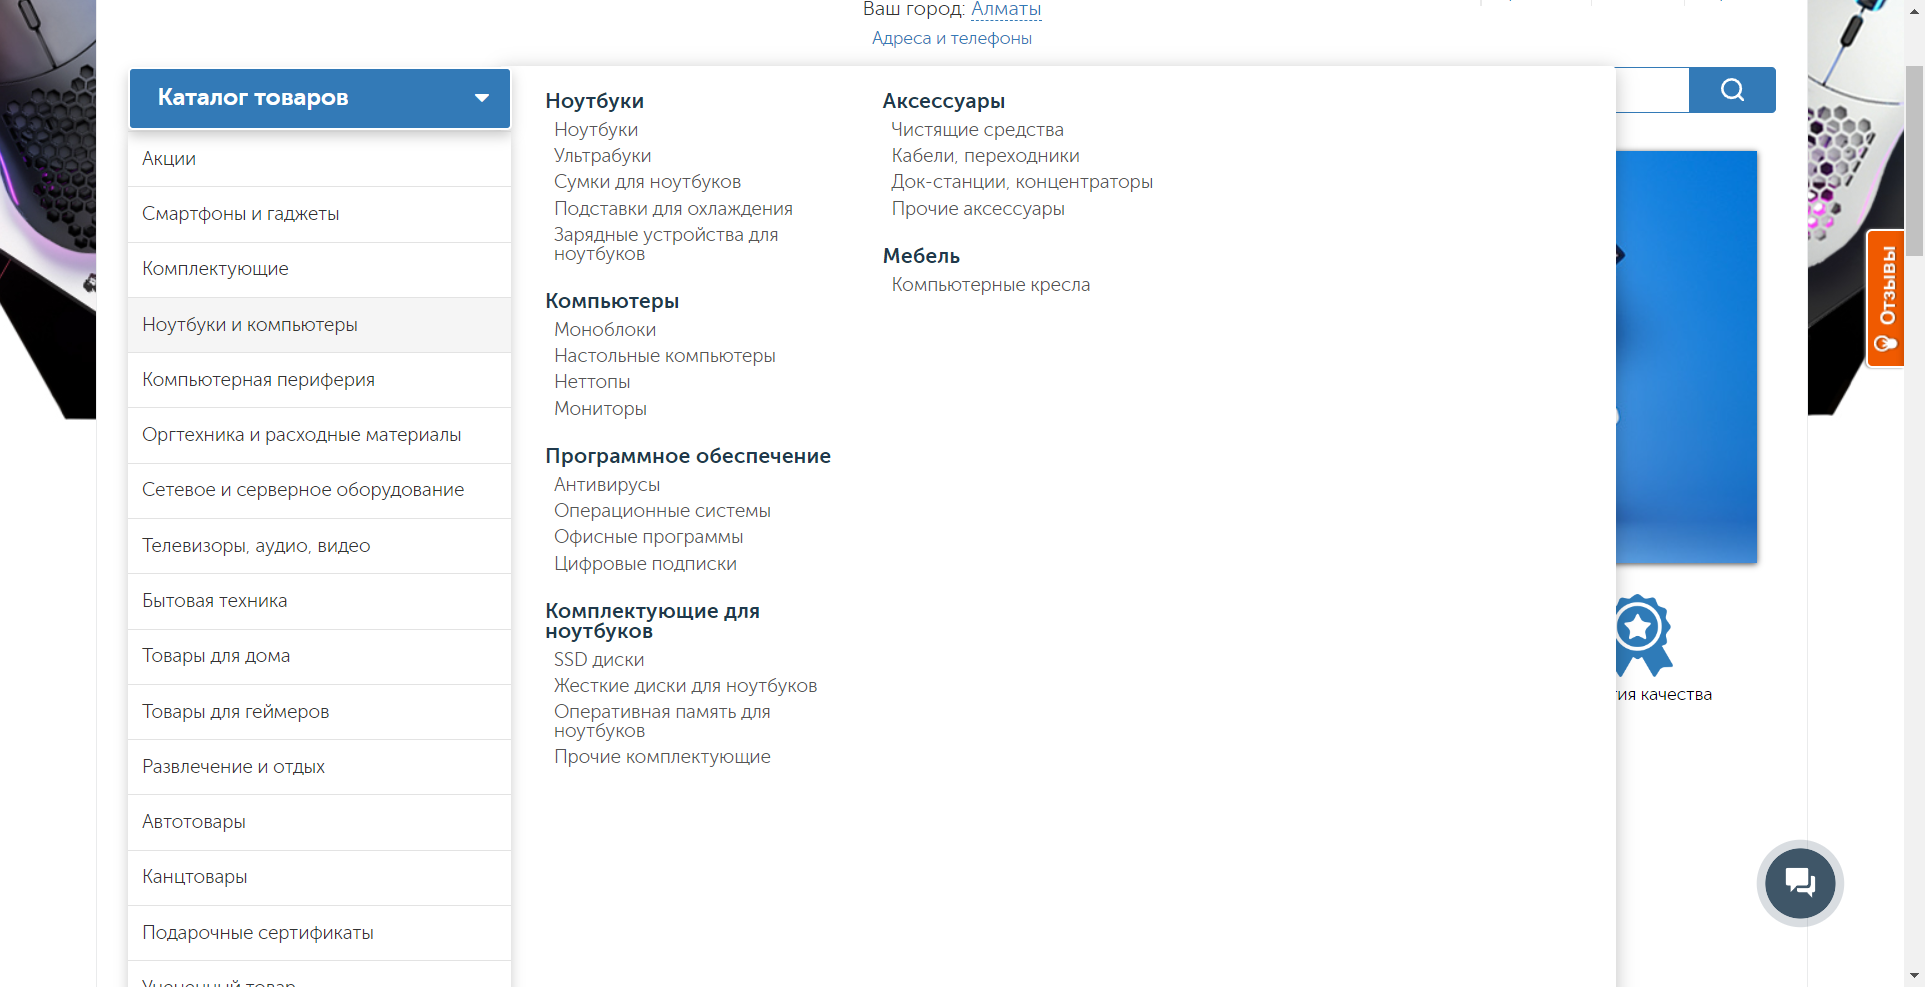 Ваш город: Алматы
Адреса и телефоны
Каталог товаров
Акции
Смартфоны и гаджеты
Комплектующие
Ноутбуки и компьютеры
Компьютерная периферия
Оргтехника и расходные материалы
Сетевое и серверное оборудование
Телевизоры, аудио, видео
Бытовая техника
Товары для дома
Товары для геймеров
Развлечение и отдых
Автотовары
Канцтовары
Подарочные сертификаты
Уцененный товар
Ноутбуки
Ноутбуки
Ультрабуки
Сумки для ноутбуков
Подставки для охлаждения
Зарядные устройства для
ноутбуков
Компьютеры
Моноблоки
Настольные компьютеры
Неттопы
Мониторы
Программное обеспечение
Антивирусы
Операционные системы
Офисные программы
Цифровые подписки
Комплектующие для
ноутбуков
SSD диски
Жесткие диски для ноутбуков
Оперативная память для
ноутбуков
Прочие комплектующие
Аксессуары
Чистящие средства
Кабели, переходники
Док-станции, концентраторы
Прочие аксессуары
Мебель
Компьютерные кресла
качества
Отзывы